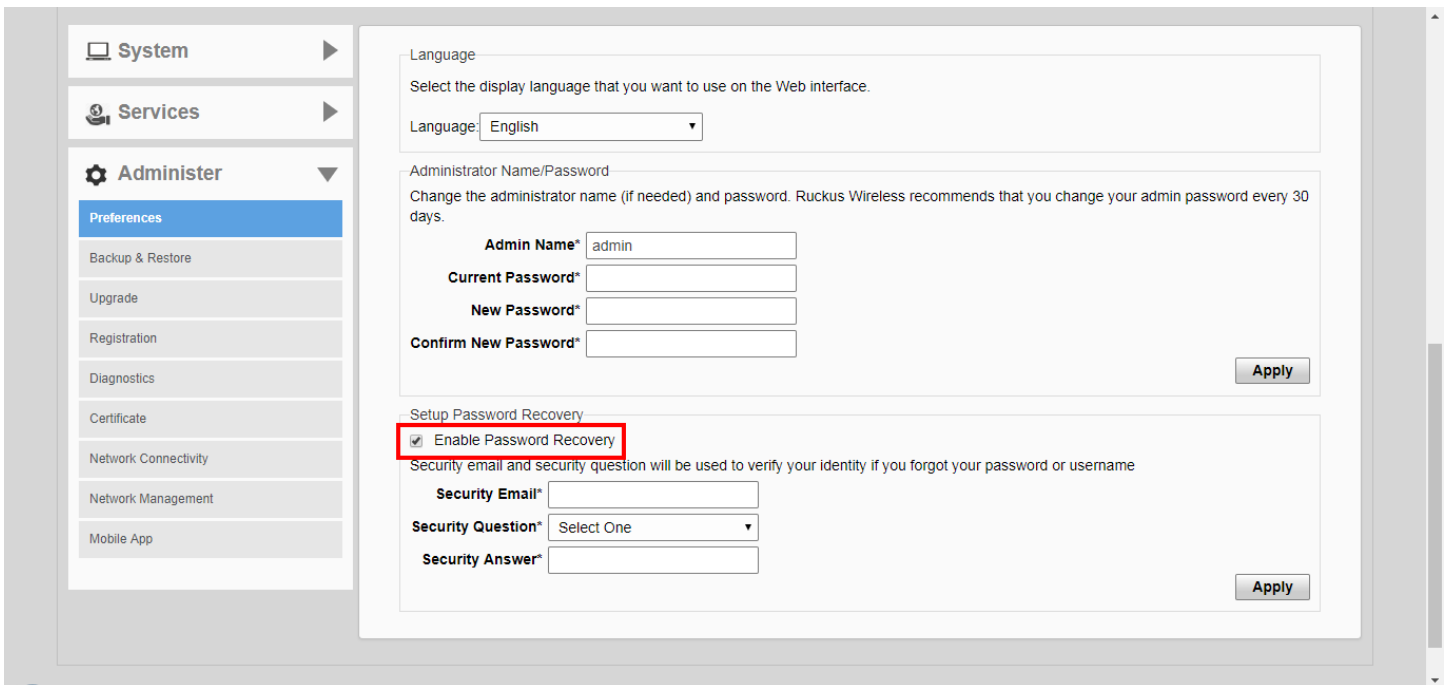 System
Services
Administer
Preferences
Backup & Restore
Upgrade
Registration
Diagnostics
Certificate
Network Connectivity
Network Management
Mobile App
Language
Select the display language that you want to use on the Web interface.
Language: English
Administrator Name/Password
Change the administrator name (if needed) and password. Ruckus Wireless recommends that you change your admin password every 30
days.
Admin Name* admin
Current Password*
New Password*
Confirm New Password*
Apply
Setup Password Recovery
Enable Password Recovery
Security email and security question will be used to verify your identity if you forgot your password or username
Security Email*
Security Question* Select One
Security Answer*
Apply